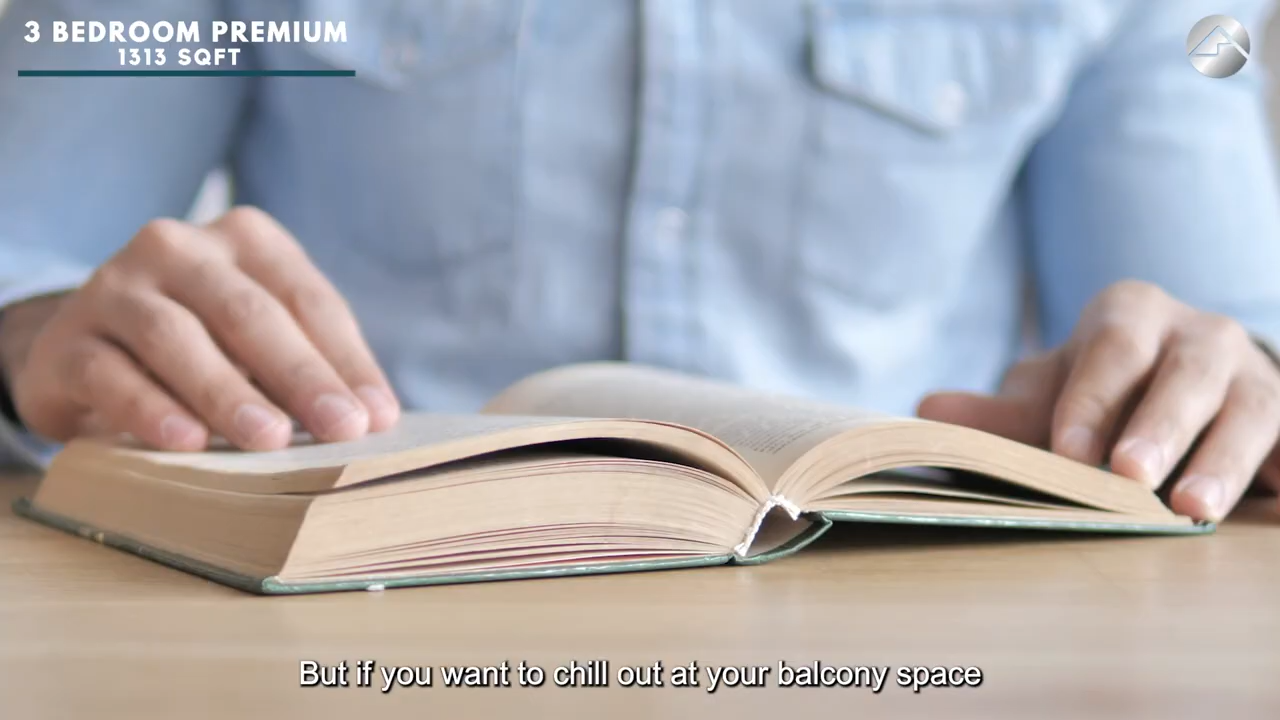 3 BEDROOM PREMIUM
1313 SQFT
But if you want to chill out at your balcony space